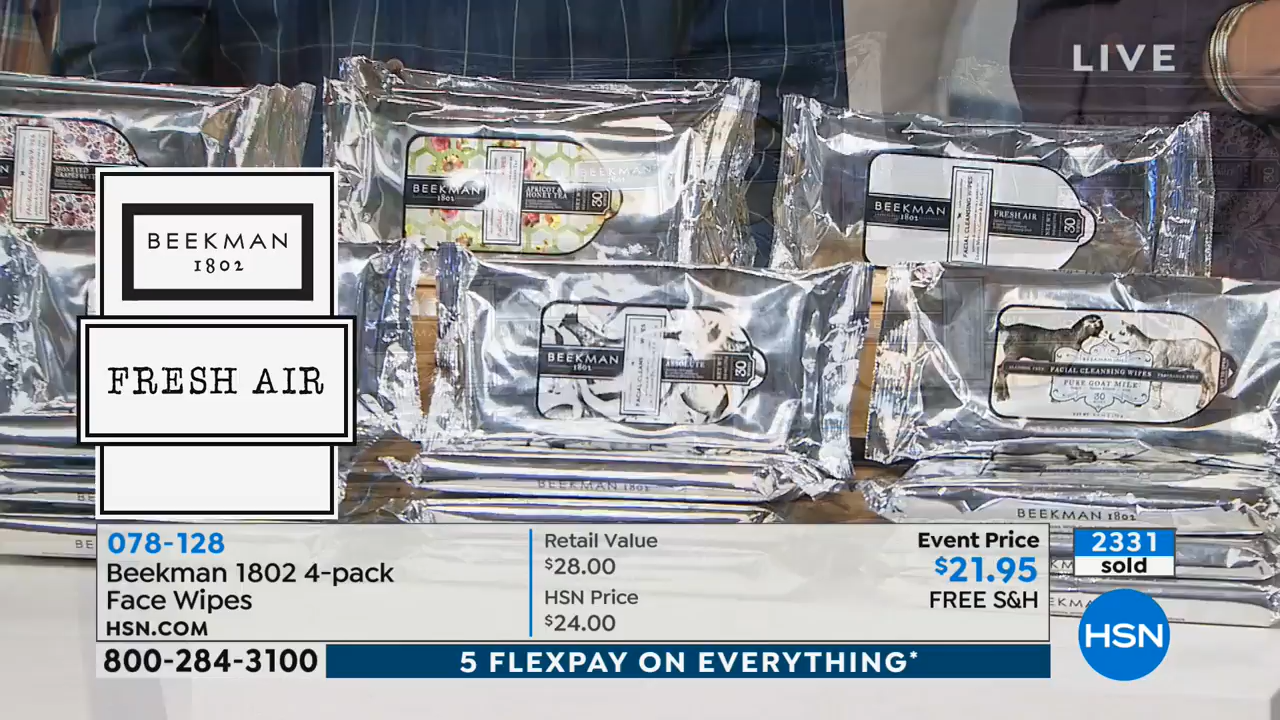 LIVE
BEEKMAN
1802
APRICOT &
HONEY TEA
30
BEEKMAN
1802
FACIAL CLEANSING WIPES
FRESH AIR
30
BEEKMAN
1802
FRESH AIR
BEEKMAN
1802
ABSOLUTE
30
FACIAL CLEANSING WIPES
PURE GOAT MILK
30
BEEKMAN 1802
BEEKMAN 1802
078-128
Beekman 1802 4-pack
Face Wipes
HSN.COM
Retail Value
$28.00
HSN Price
$24.00
Event Price
$21.95
FREE S&H
2331
sold
HSN
800-284-3100
5 FLEXPAY ON EVERYTHING*